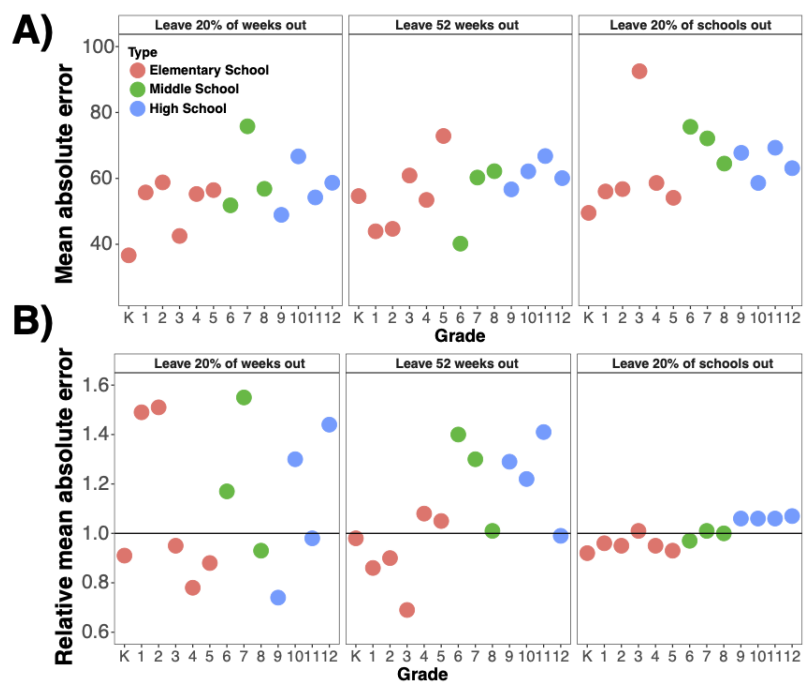 A)
Leave 20% of weeks out
Leave 52 weeks out
Leave 20% of schools out
Mean absolute error
100
80
60
40
Type
Elementary School
Middle School
High School
K 1 2 3 4 5 6 7 8 9 10 11 12
K 1 2 3 4 5 6 7 8 9 10 11 12
K 1 2 3 4 5 6 7 8 9 10 11 12
Grade
B)
Leave 20% of weeks out
Leave 52 weeks out
Leave 20% of schools out
Relative mean absolute error
1.6
1.4
1.2
1.0
0.8
0.6
K 1 2 3 4 5 6 7 8 9 10 11 12
K 1 2 3 4 5 6 7 8 9 10 11 12
K 1 2 3 4 5 6 7 8 9 10 11 12
Grade